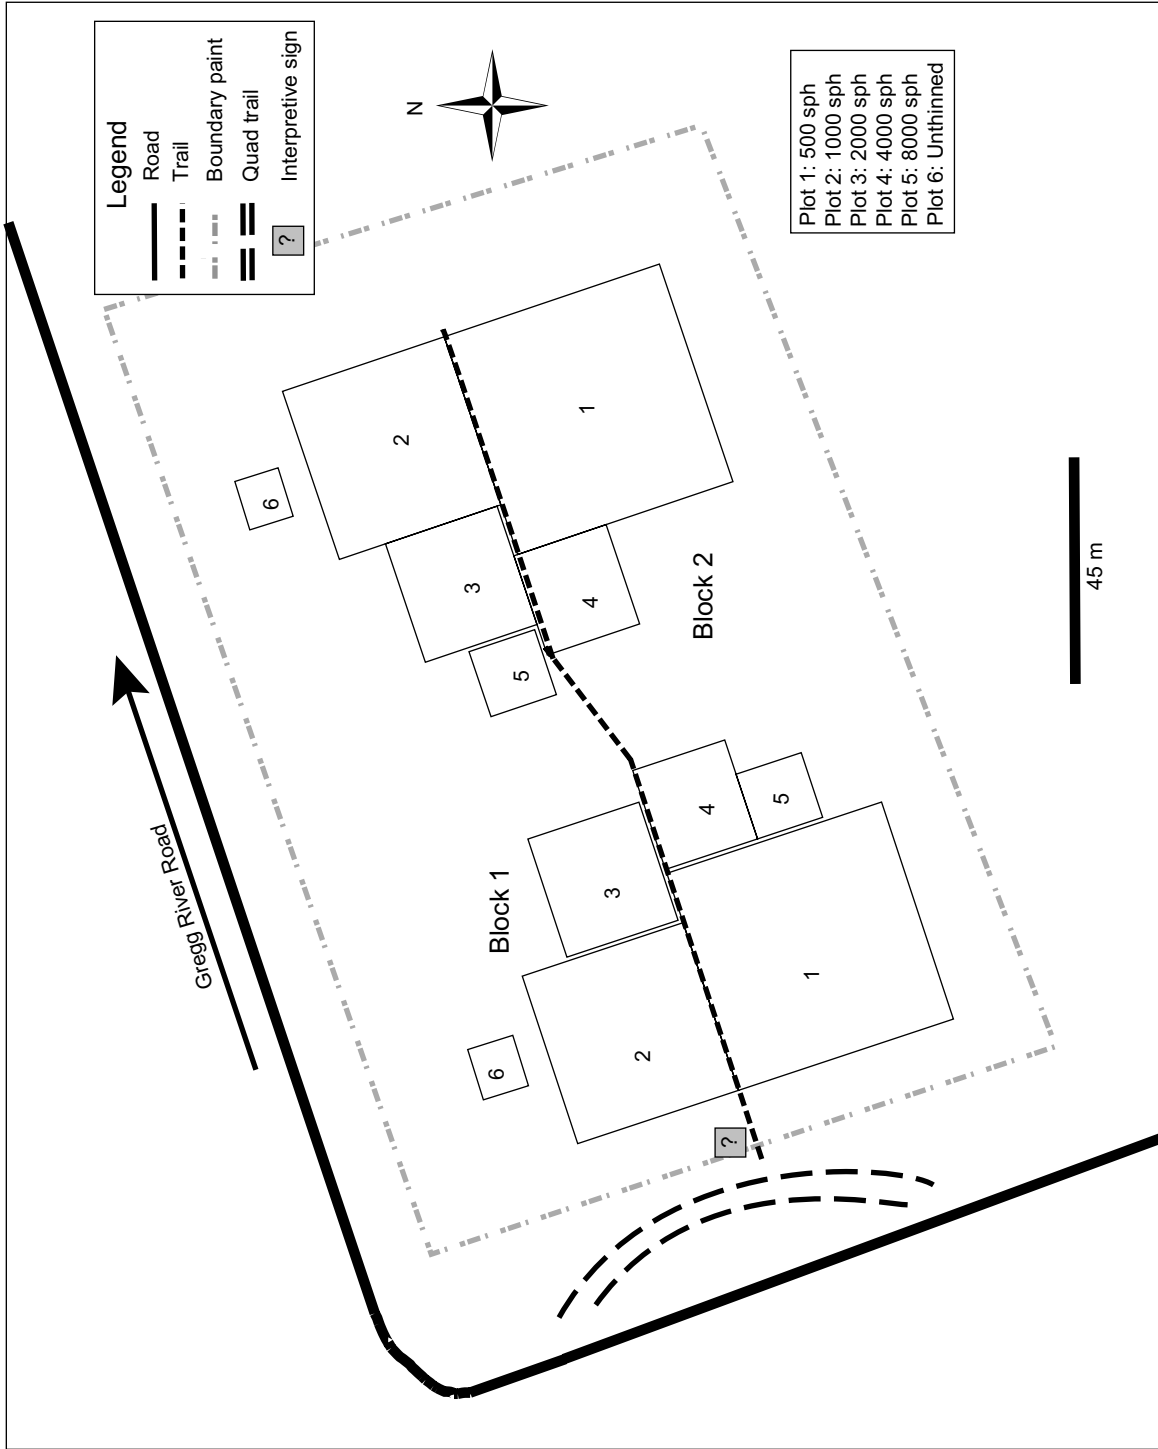 Legend
Road
Trail
Boundary paint
Quad trail
? Interpretive sign
N
Gregg River Road
Block 1
Block 2
6
2
3
5
1
4
6
2
3
1
4
5
?
45 m
Plot 1: 500 sph
Plot 2: 1000 sph
Plot 3: 2000 sph
Plot 4: 4000 sph
Plot 5: 8000 sph
Plot 6: Unthinned